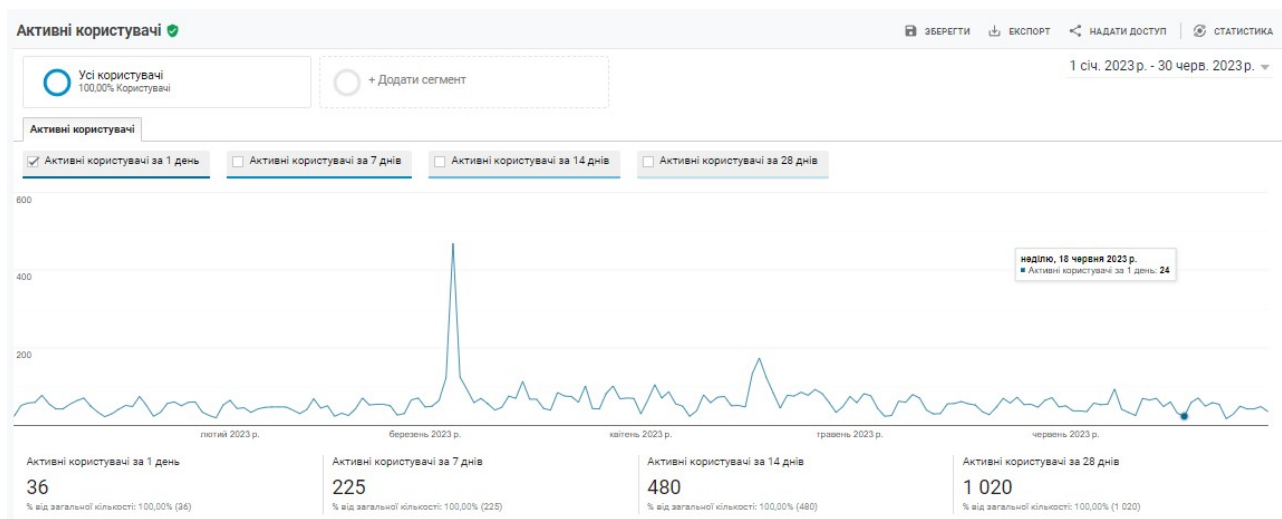 Активні користувачі
ЗБЕРЕГТИ
ЕКСПОРТ
НАДАТИ ДОСТУП
СТАТИСТИКА
Усі користувачі
100,00% Користувачі
+ Додати сегмент
1 січ. 2023 р. - 30 черв. 2023 р.
Активні користувачі
Активні користувачі за 1 день
Активні користувачі за 7 днів
Активні користувачі за 14 днів
Активні користувачі за 28 днів
600
400
200
неділю, 18 червня 2023 р.
Активні користувачі за 1 день: 24
лютий 2023 р.
березень 2023 р.
квітень 2023 р.
травень 2023 р.
червень 2023 р.
Активні користувачі за 1 день
36
% від загальної кількості: 100,00% (36)
Активні користувачі за 7 днів
225
% від загальної кількості: 100,00% (225)
Активні користувачі за 14 днів
480
% від загальної кількості: 100,00% (480)
Активні користувачі за 28 днів
1 020
% від загальної кількості: 100,00% (1 020)